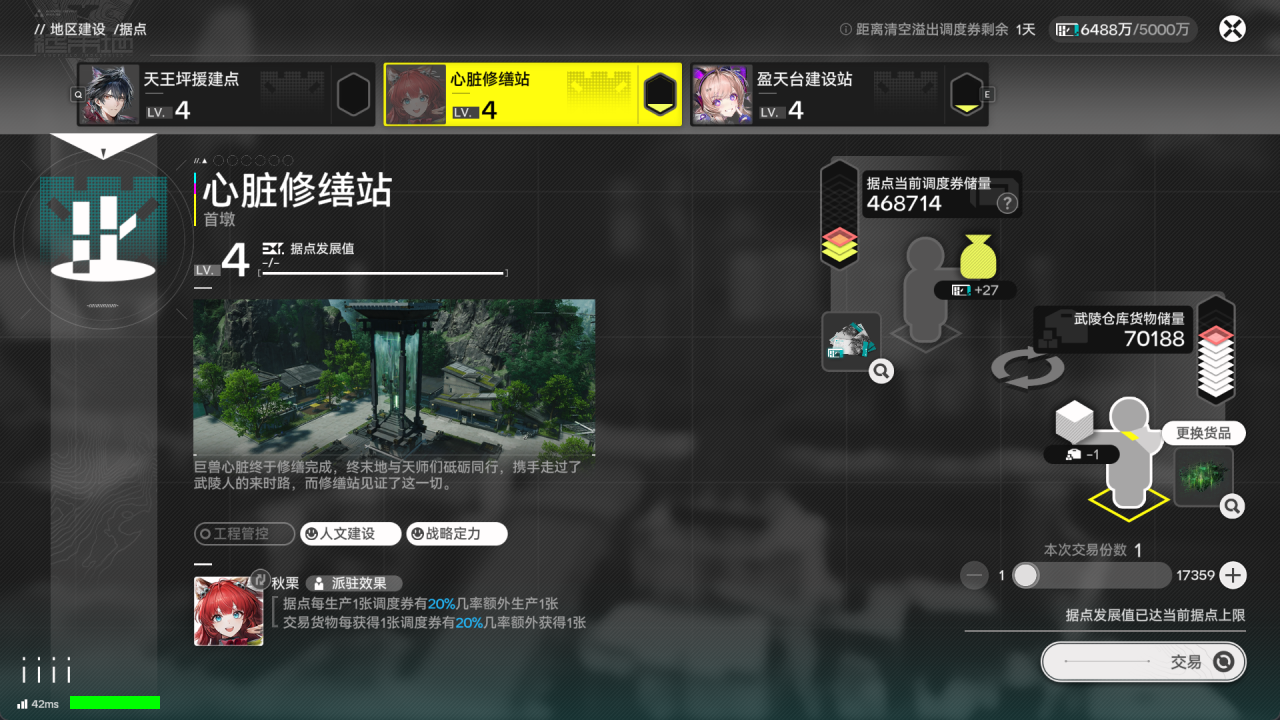 // 地区建设 /据点
距离清空溢出调度券剩余 1天
6488万/5000万
Q
天王坪援建点
LV. 4
心脏修缮站
LV. 4
盈天台建设站
LV. 4
E
心脏修缮站
首墩
LV. 4
据点发展值
-/-
巨兽心脏终于修缮完成，终末地与天师们砥砺同行，携手走过了
武陵人的来时路，而修缮站见证了这一切。
工程管控
人文建设
战略定力
秋栗
派驻效果
据点每生产1张调度券有20%几率额外生产1张
交易货物每获得1张调度券有20%几率额外获得1张
据点当前调度券储量
468714
?
+27
武陵仓库货物储量
70188
-1
更换货品
本次交易份数 1
1
17359
据点发展值已达当前据点上限
交易
42ms